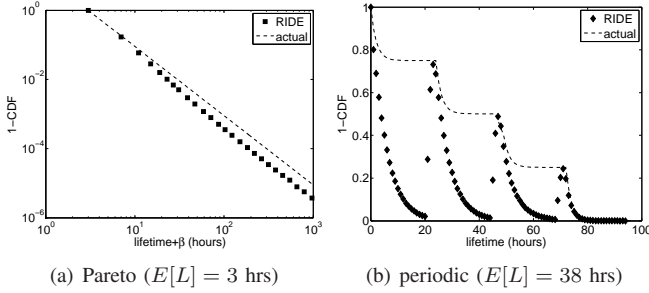 10^0
10^-2
10^-4
10^-6
1-CDF
10^0
10^1
10^2
10^3
lifetime+β (hours)
RIDE
actual
(a) Pareto (E[L] = 3 hrs)
1
0.8
0.6
0.4
0.2
0
1-CDF
0
20
40
60
80
100
lifetime (hours)
RIDE
actual
(b) periodic (E[L] = 38 hrs)